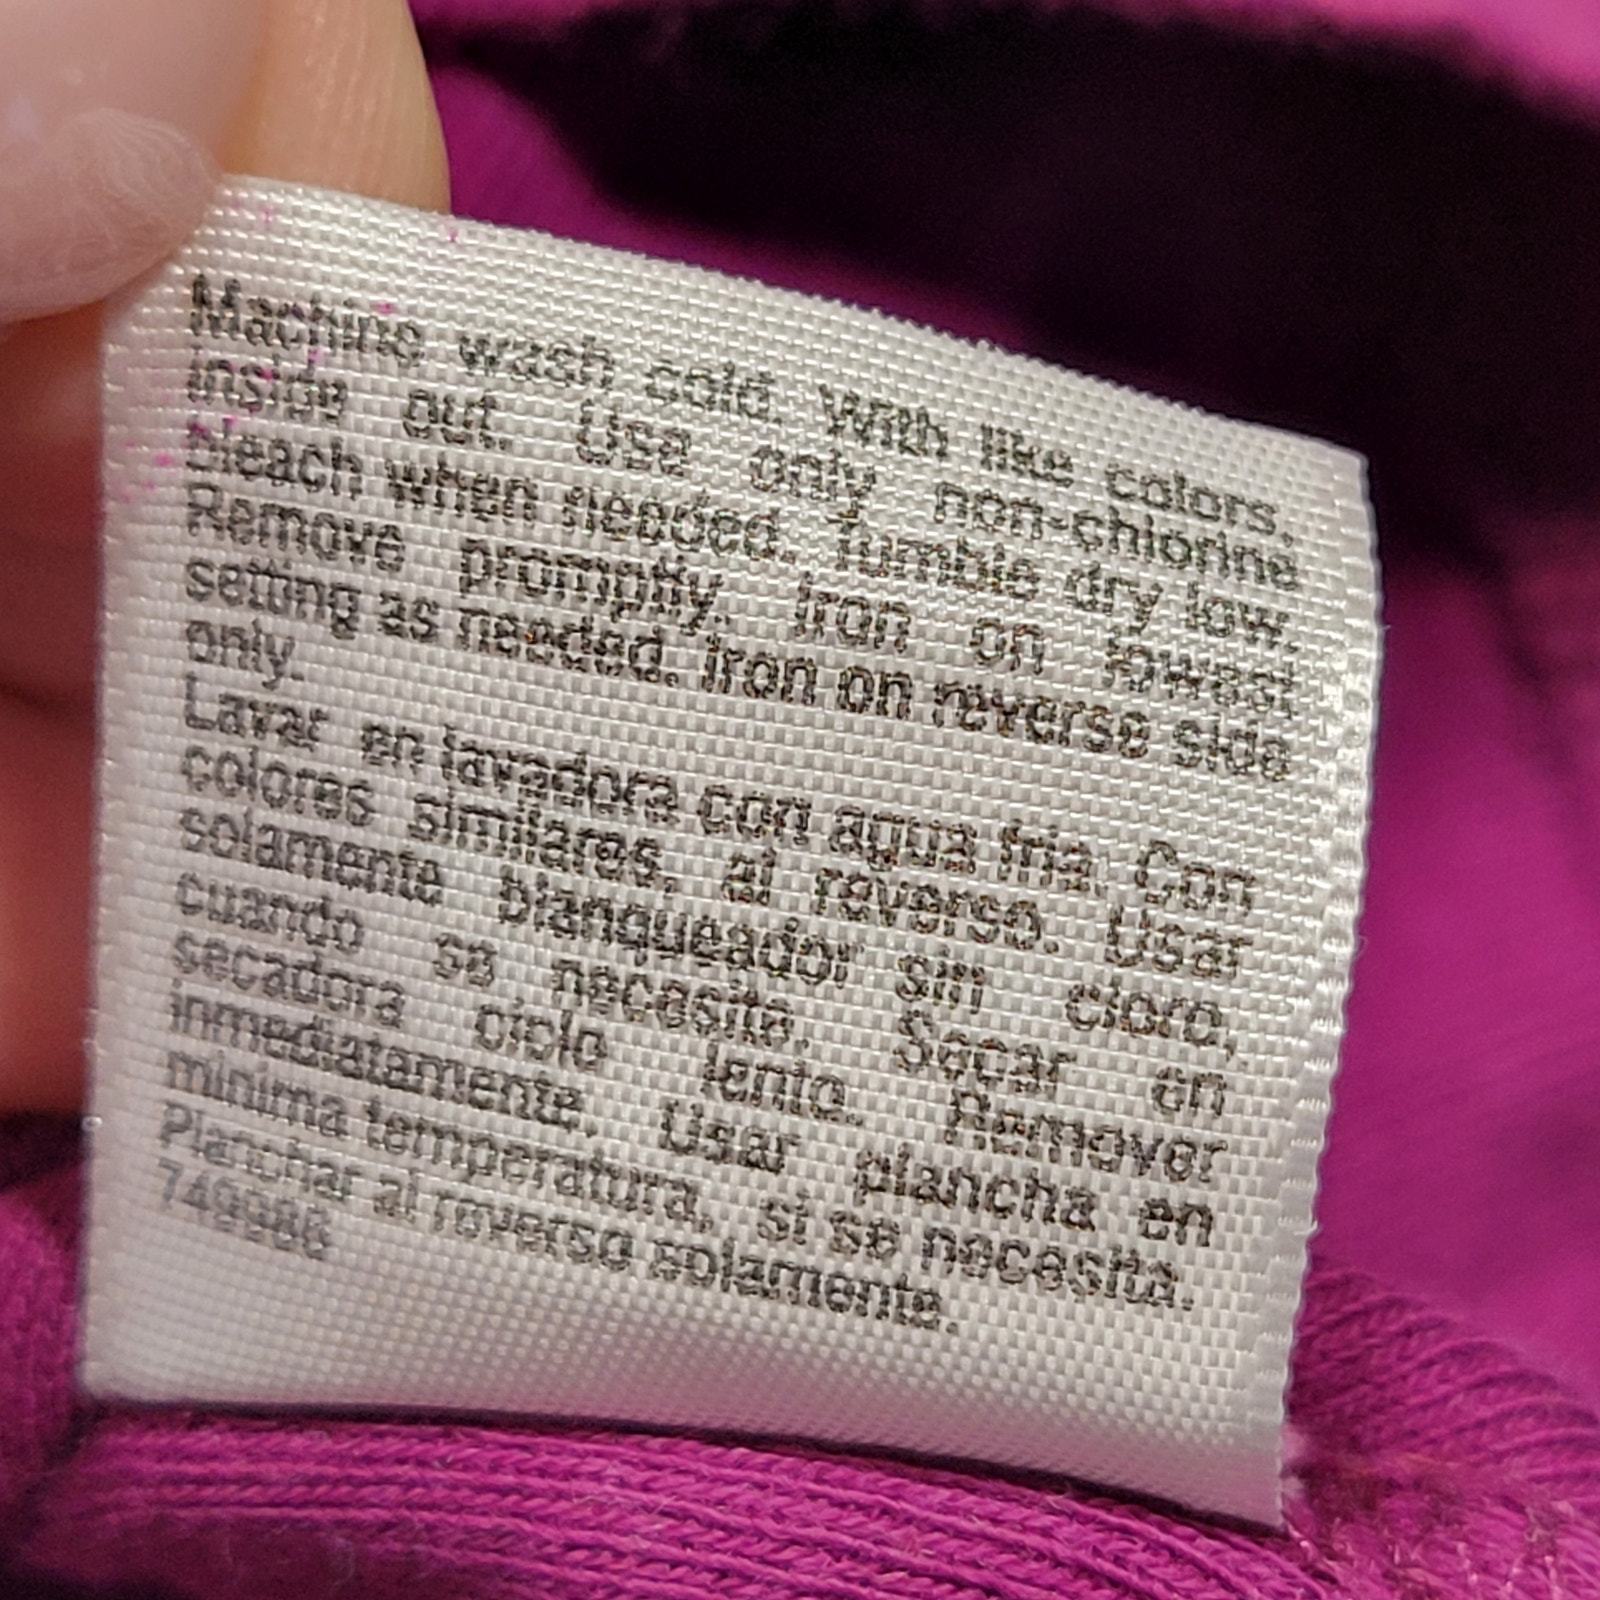 Machine wash cold. With like colors.
inside out. Use only non-chlorine
bleach when needed. Tumble dry low.
Remove promptly. Iron on lowest
setting as needed. Iron on reverse side
only.
Lavar en lavadora con agua fria. Con
colores similares, al reverso. Usar
solamente blanqueador sin cloro,
cuando se necesite. Secar en
secadora ciclo lento. Remover
inmediatamente. Usar plancha en
minima temperatura, si se necesita.
Planchar al reverso solamente.
749986